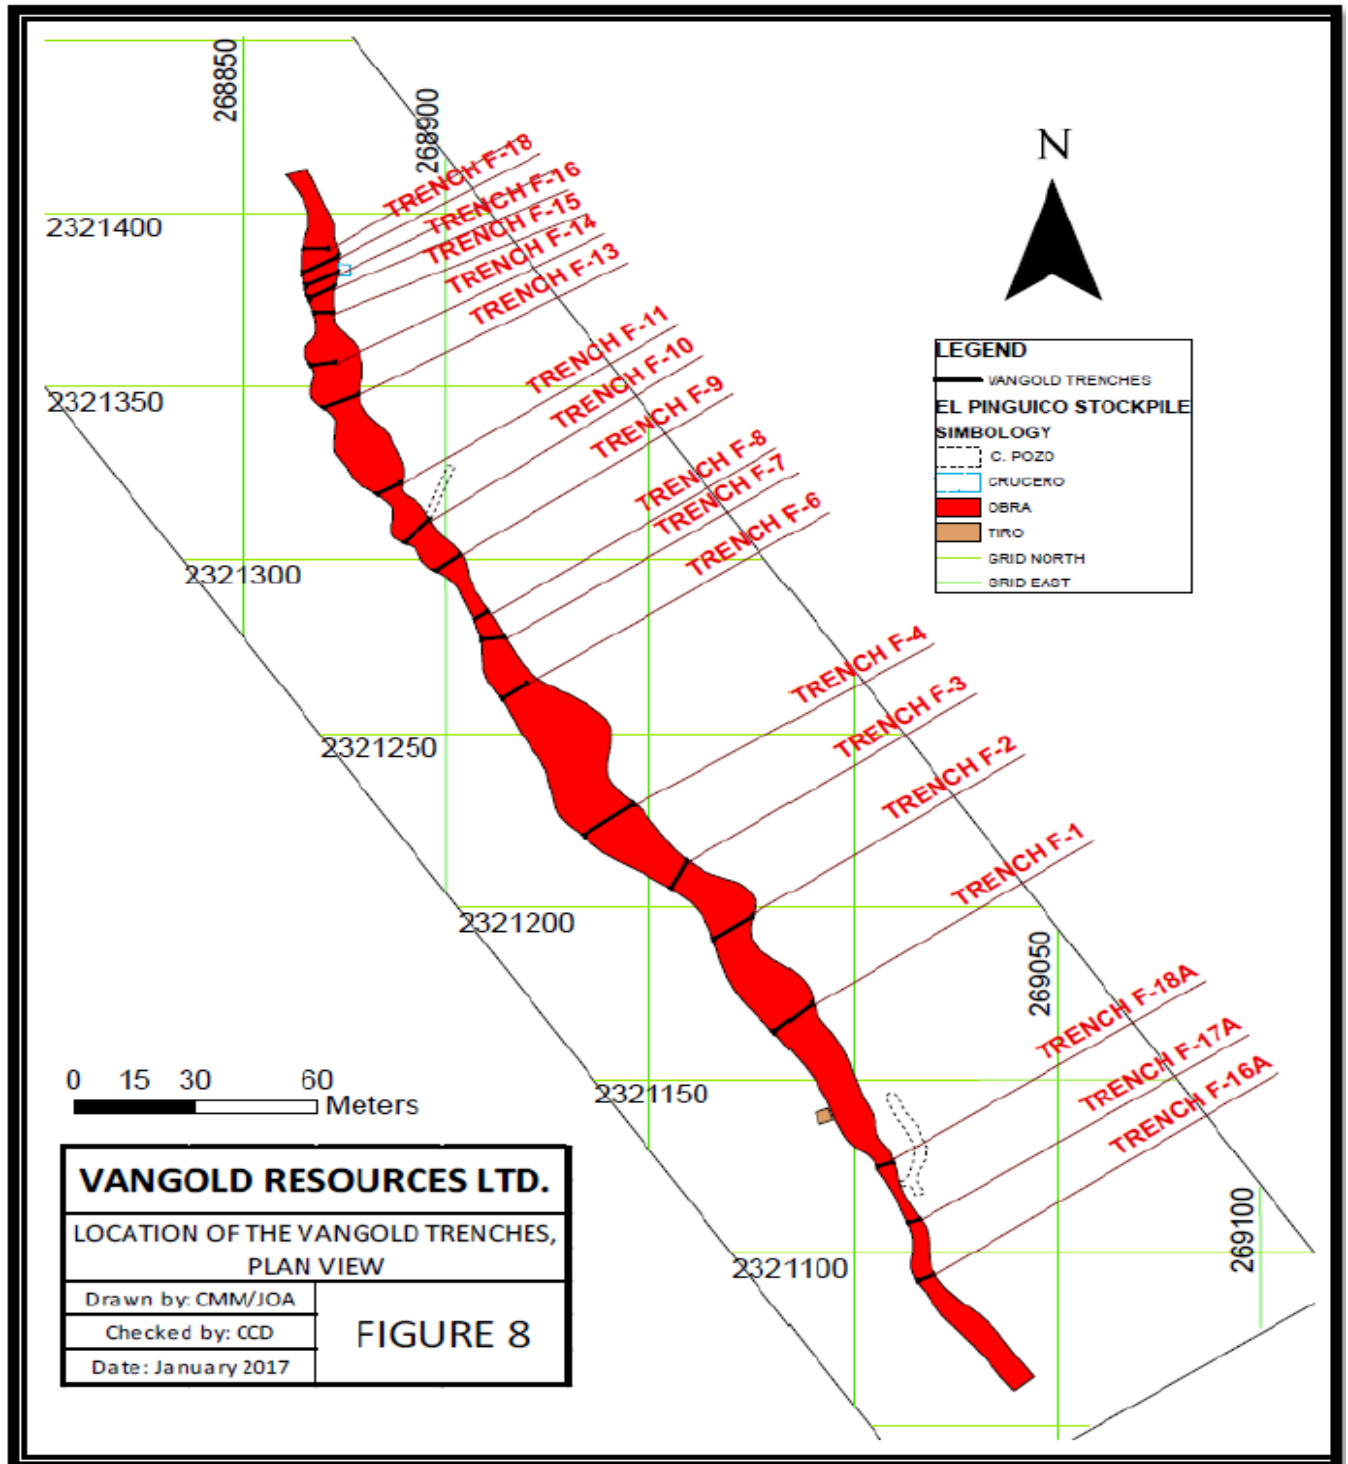 268850
268900
N
TRENCH F-18
TRENCH F-16
TRENCH F-15
TRENCH F-14
TRENCH F-13
2321400
TRENCH F-11
TRENCH F-10
TRENCH F-9
2321350
LEGEND
VANGOLD TRENCHES
EL PINGUICO STOCKPILE
SIMBOLOGY
C. POZO
CRUCERO
OBRA
TIRO
GRID NORTH
GRID EAST
TRENCH F-8
TRENCH F-7
TRENCH F-6
2321300
TRENCH F-4
TRENCH F-3
TRENCH F-2
2321250
TRENCH F-1
2321200
269050
TRENCH F-18A
TRENCH F-17A
TRENCH F-16A
2321150
269100
2321100
0 15 30 60
Meters
VANGOLD RESOURCES LTD.
LOCATION OF THE VANGOLD TRENCHES,
PLAN VIEW
Drawn by: CMM/JOA
Checked by: CCD
Date: January 2017
FIGURE 8